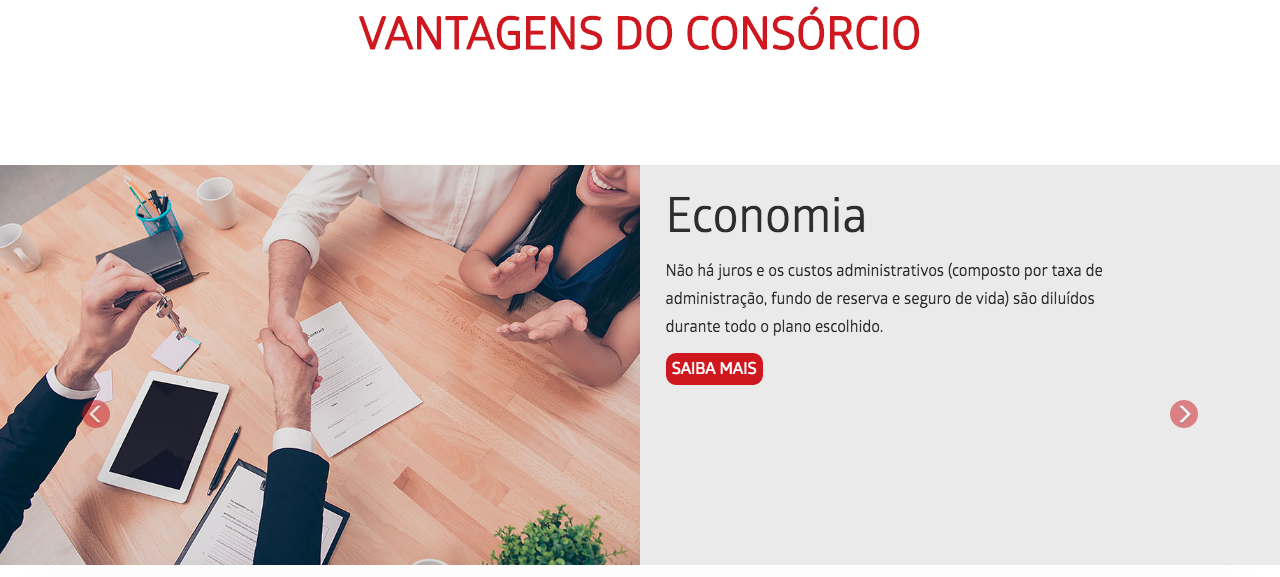 VANTAGENS DO CONSÓRCIO
Economia
Não há juros e os custos administrativos (composto por taxa de
administração, fundo de reserva e seguro de vida) são diluídos
durante todo o plano escolhido.
SAIBA MAIS